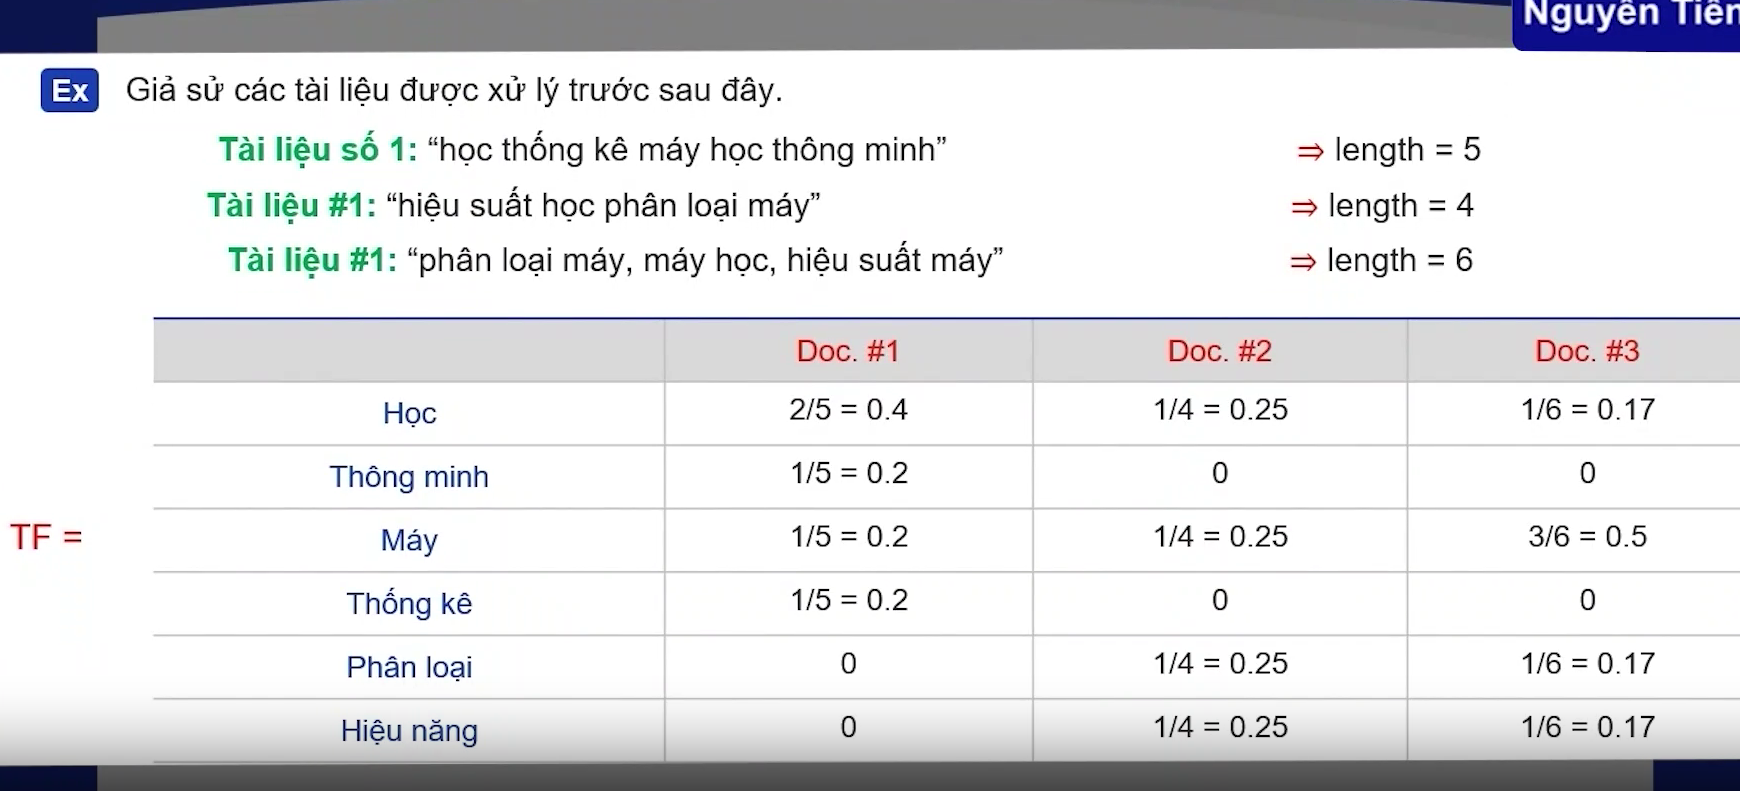 Nguyễn Tiến
Ex Giả sử các tài liệu được xử lý trước sau đây.
Tài liệu số 1: “học thống kê máy học thông minh” ⇒ length = 5
Tài liệu #1: “hiệu suất học phân loại máy” ⇒ length = 4
Tài liệu #1: “phân loại máy, máy học, hiệu suất máy” ⇒ length = 6
Doc. #1 Doc. #2 Doc. #3
Học 2/5 = 0.4 1/4 = 0.25 1/6 = 0.17
Thông minh 1/5 = 0.2 0 0
TF = Máy 1/5 = 0.2 1/4 = 0.25 3/6 = 0.5
Thống kê 1/5 = 0.2 0 0
Phân loại 0 1/4 = 0.25 1/6 = 0.17
Hiệu năng 0 1/4 = 0.25 1/6 = 0.17